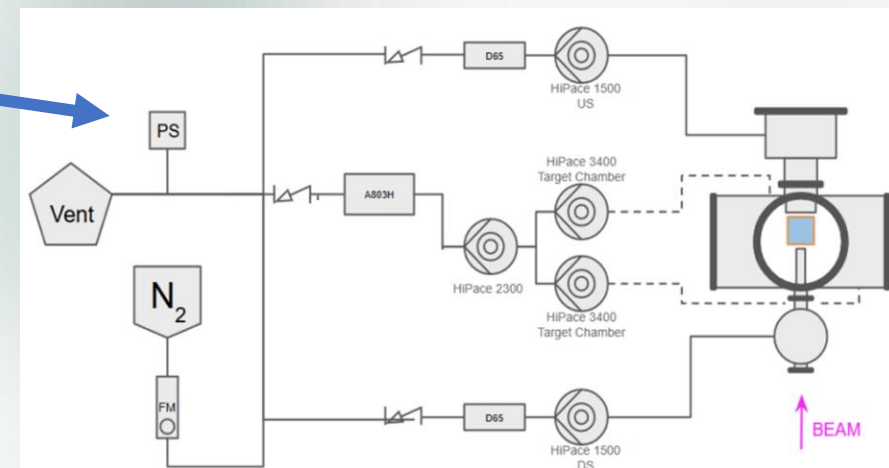 D65
HiPace 1500
US
PS
HiPace 3400
Target Chamber
A803H
Vent
HiPace 2300
N2
HiPace 3400
Target Chamber
FM
D65
BEAM
HiPace 1500
DS